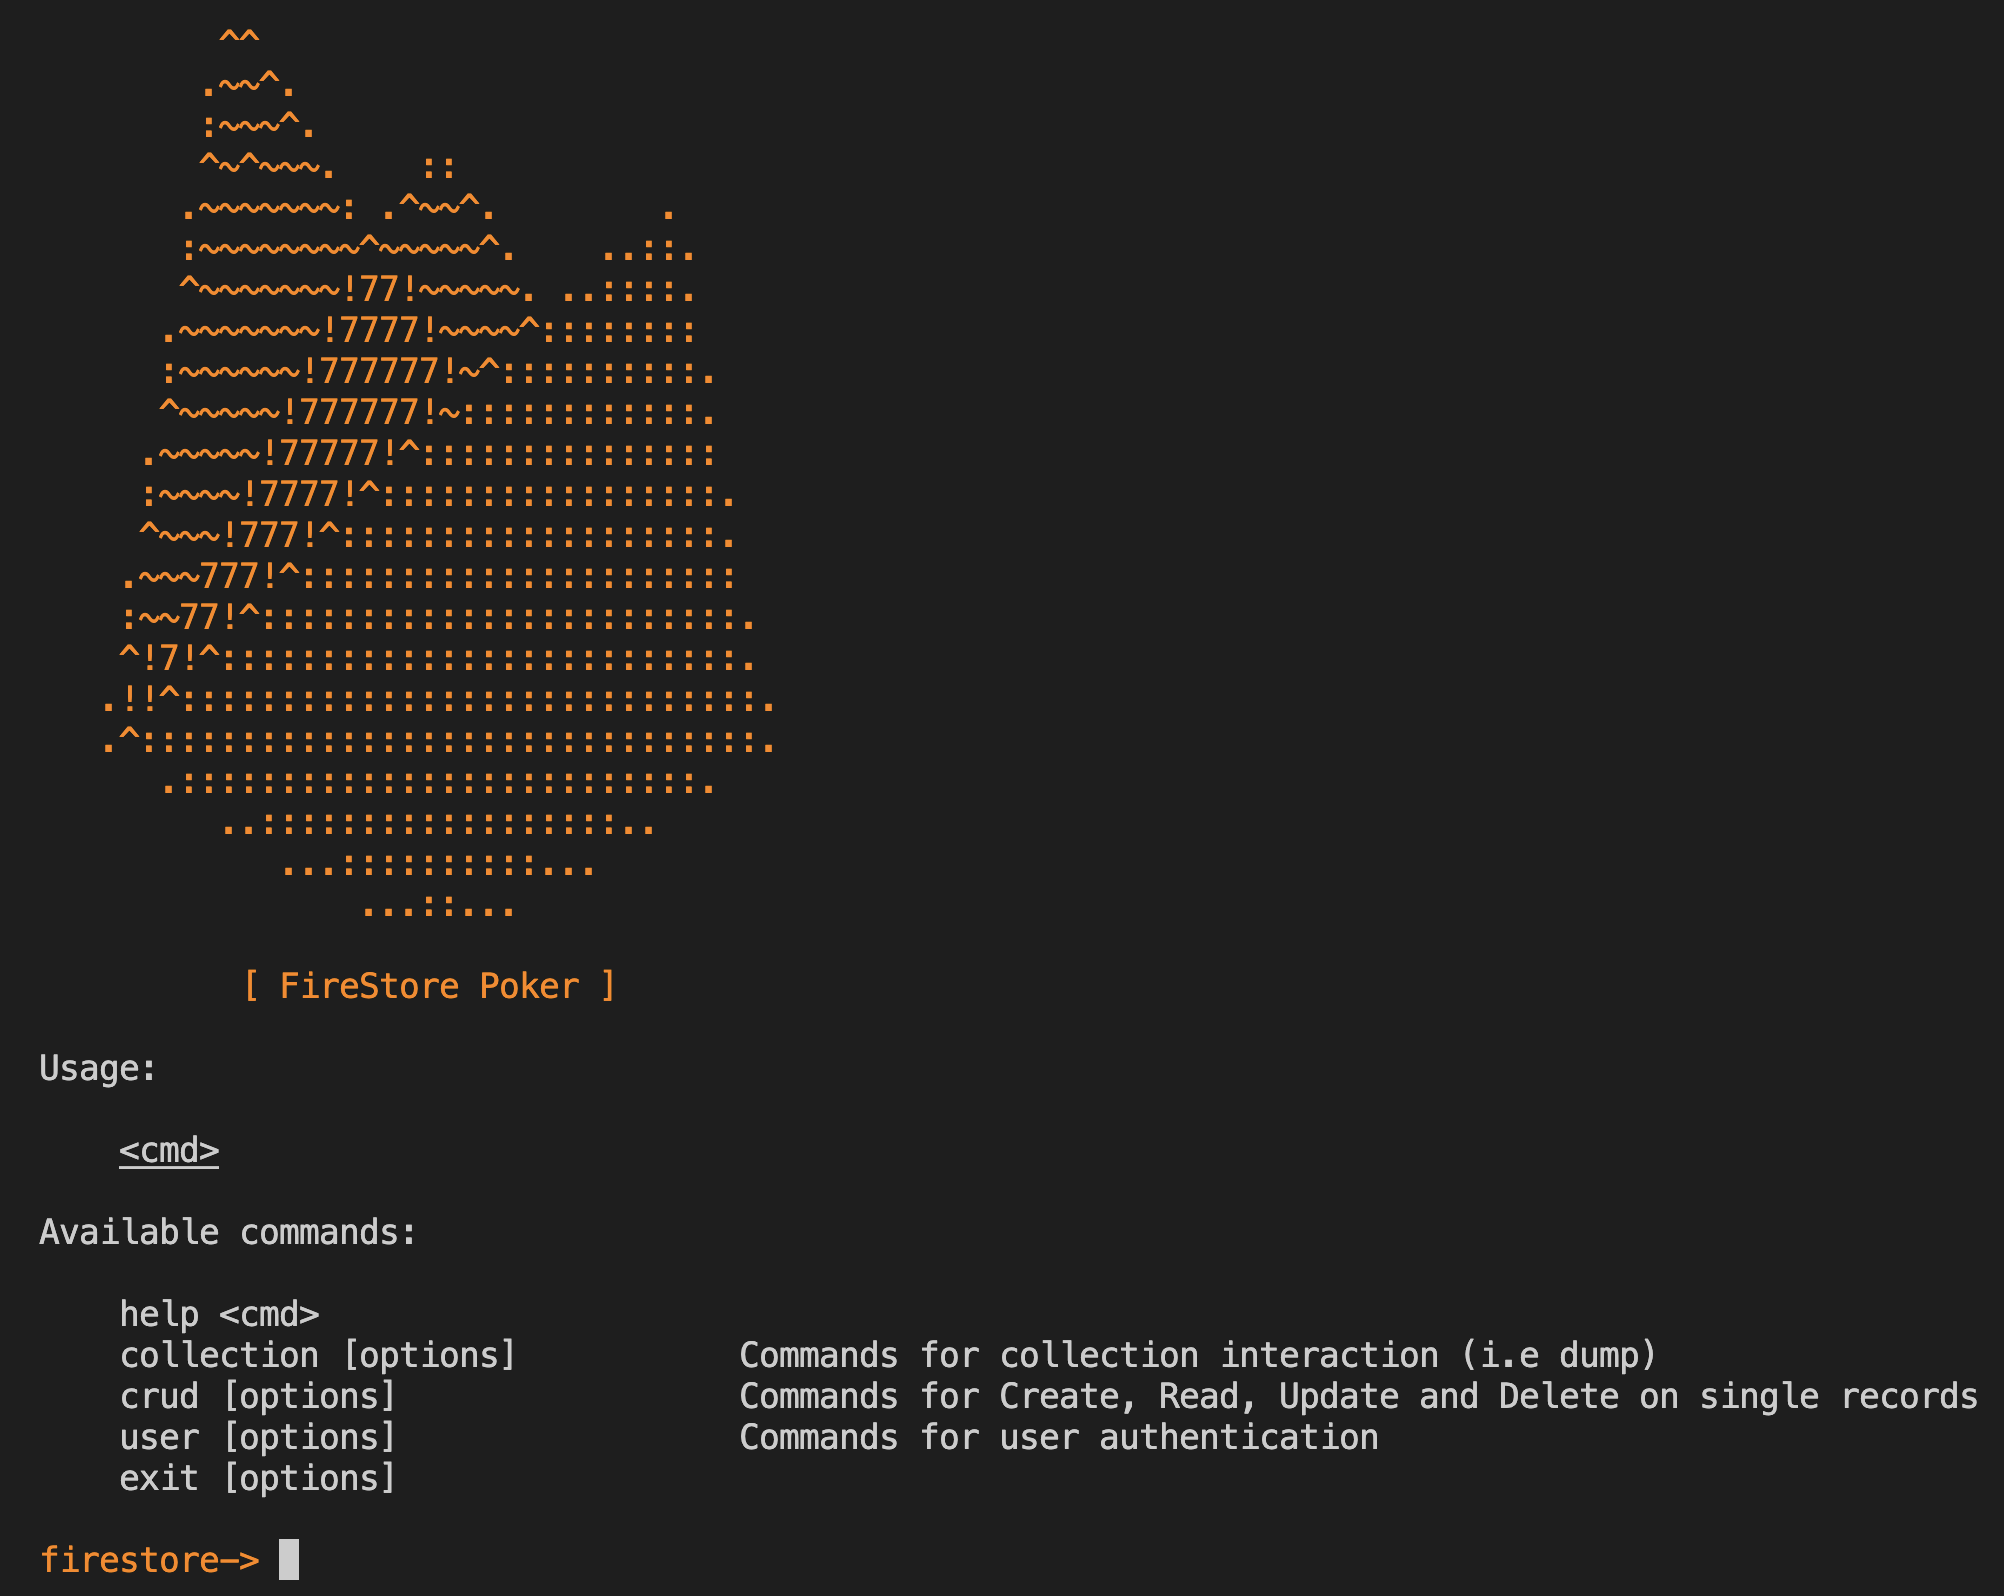 [ FireStore Poker ]
Usage:
<cmd>
Available commands:
help <cmd>
collection [options] Commands for collection interaction (i.e dump)
crud [options] Commands for Create, Read, Update and Delete on single records
user [options] Commands for user authentication
exit [options]
firestore->